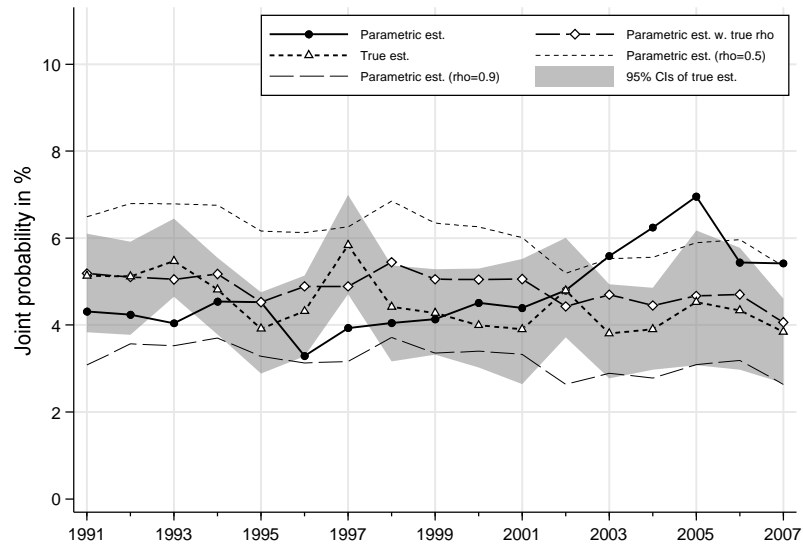 Parametric est.
Parametric est. w. true rho
True est.
Parametric est. (rho=0.5)
Parametric est. (rho=0.9)
95% CIs of true est.
Joint probability in %
10
8
6
4
2
0
1991 1993 1995 1997 1999 2001 2003 2005 2007